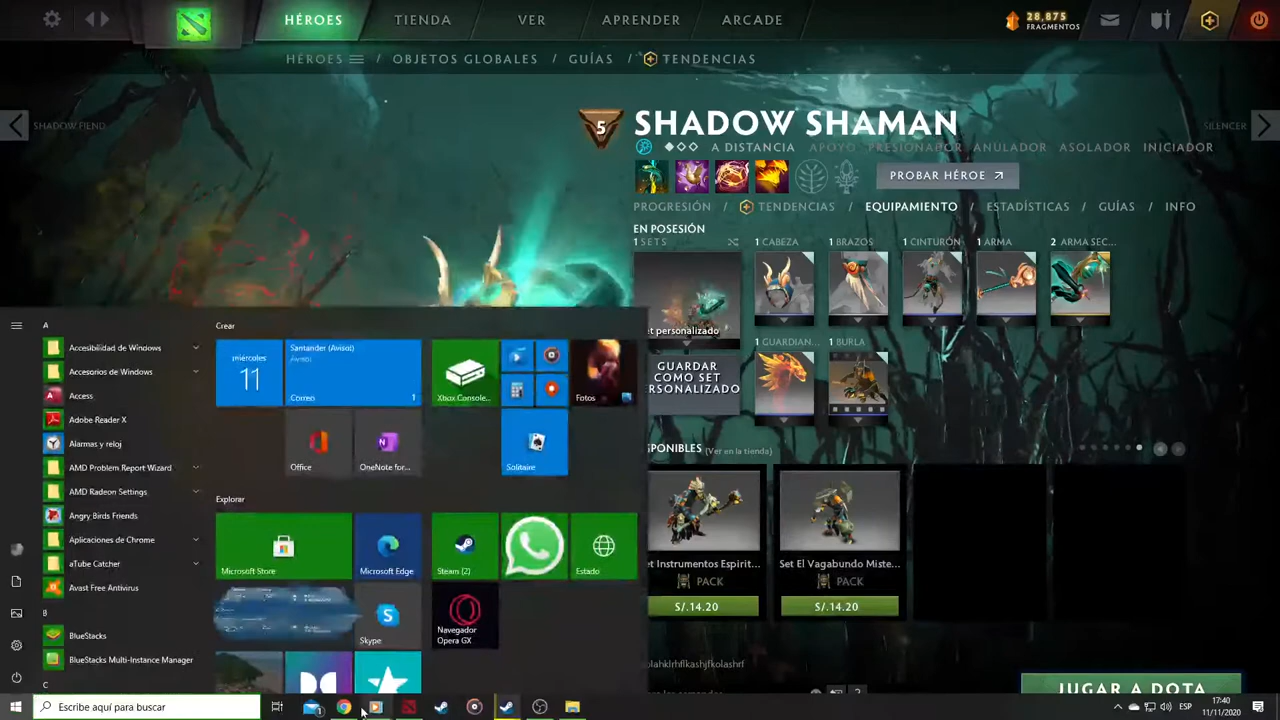 HÉROES
TIENDA
VER
APRENDER
ARCADE
28,875
FRAGMENTOS
HÉROES / OBJETOS GLOBALES / GUÍAS / TENDENCIAS
SHADOW FIEND
5
SHADOW SHAMAN
SILENCER
A DISTANCIA APOYO PRESIONADOR ANULADOR ASOLADOR INICIADOR
PROBAR HÉROE
PROGRESIÓN / TENDENCIAS / EQUIPAMIENTO / ESTADÍSTICAS / GUÍAS / INFO
EN POSESIÓN
1 SETS
1 CABEZA
1 BRAZOS
1 CINTURÓN
1 ARMA
2 ARMA SEC...
et personalizado
GUARDAR
COMO SET
PERSONALIZADO
1 GUARDIAN...
1 BURLA
SPONIBLES (Ver en la tienda)
Set Instrumentos Espirit...
PACK
S/.14.20
Set El Vagabundo Miste...
PACK
S/.14.20
JUGAR A DOTA
A
Accesibilidad de Windows
Accesorios de Windows
Access
Adobe Reader X
Alarmas y reloj
AMD Problem Report Wizard
AMD Radeon Settings
Angry Birds Friends
Aplicaciones de Chrome
aTube Catcher
Avast Free Antivirus
B
BlueStacks
BlueStacks Multi-Instance Manager
C
Crear
miércoles
11
Santander (Aviso!)
Correo
1
Xbox Console...
Fotos
Office
OneNote for...
Solitaire
Explorar
Microsoft Store
Microsoft Edge
Steam (2)
Estado
Skype
Navegador
Opera GX
Escribe aquí para buscar
ESP
17:40
11/11/2020